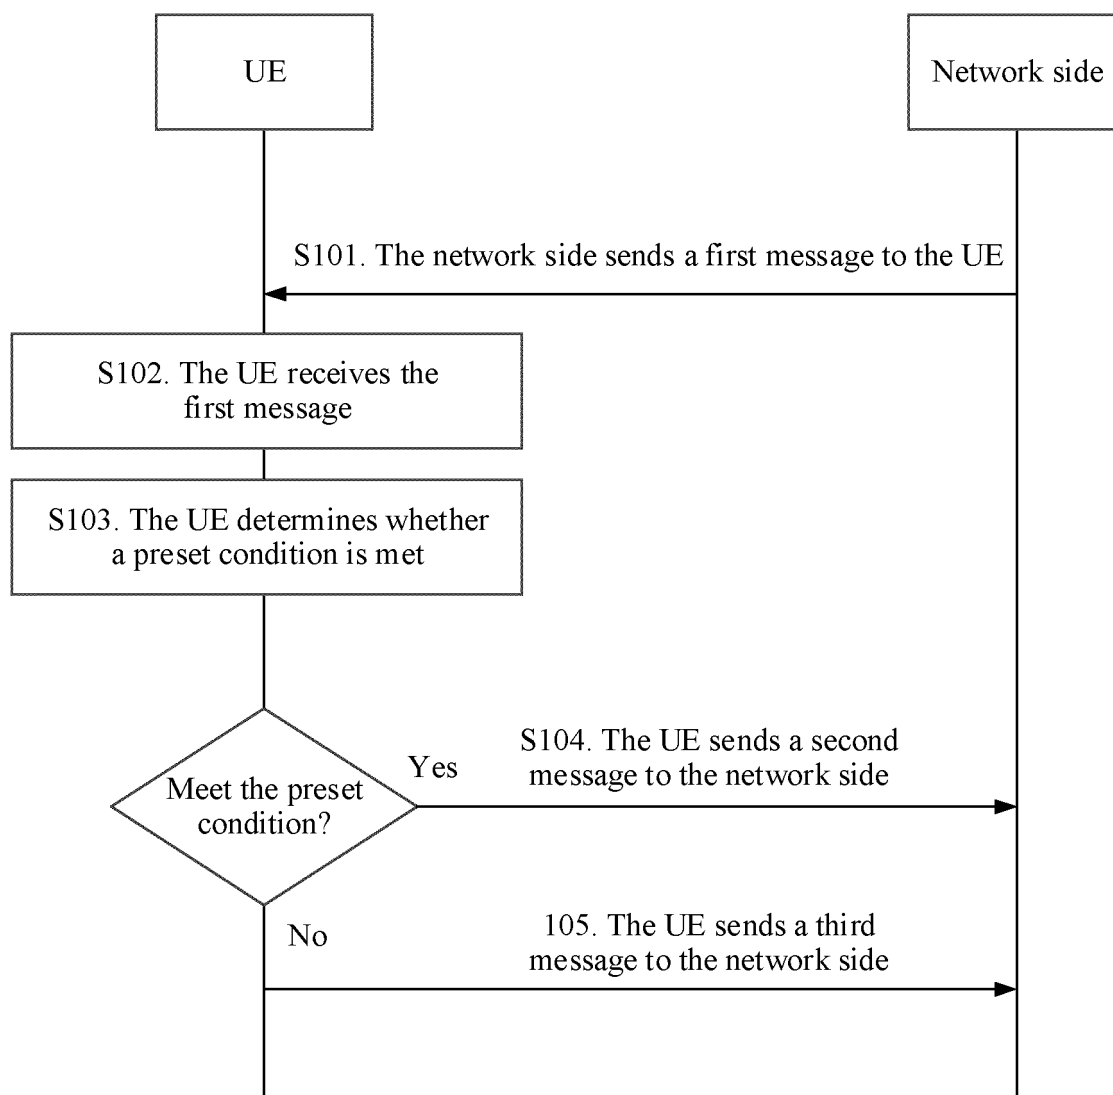 UE
Network side
S101. The network side sends a first message to the UE
S102. The UE receives the
first message
S103. The UE determines whether
a preset condition is met
Meet the preset
condition?
Yes
S104. The UE sends a second
message to the network side
No
105. The UE sends a third
message to the network side